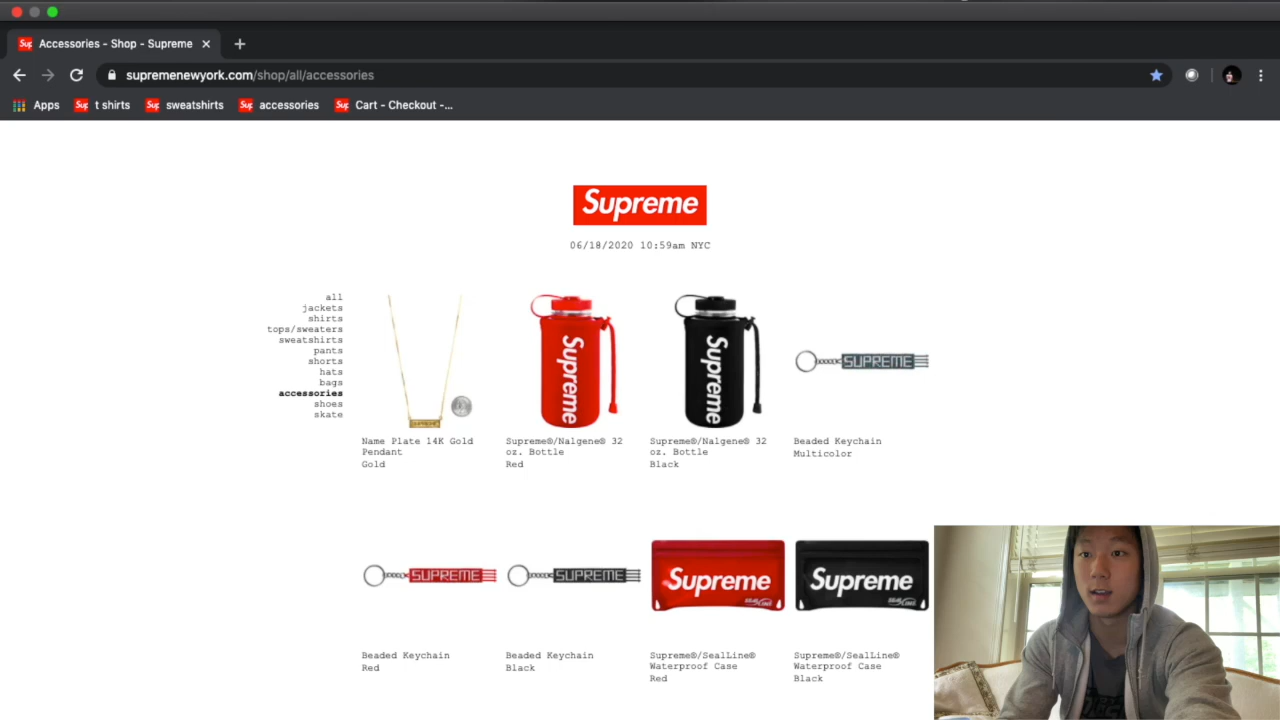 Accessories - Shop - Supreme
supremenewyork.com/shop/all/accessories
Apps t shirts sweatshirts accessories Cart - Checkout -...
Supreme
06/18/2020 10:59am NYC
all
jackets
shirts
tops/sweaters
sweatshirts
pants
shorts
hats
bags
accessories
shoes
skate
SUPREME
Supreme
Supreme
SUPREME
Name Plate 14K Gold
Pendant
Gold
Supreme®/Nalgene® 32
oz. Bottle
Red
Supreme®/Nalgene® 32
oz. Bottle
Black
Beaded Keychain
Multicolor
SUPREME
SUPREME
Supreme
Supreme
Beaded Keychain
Red
Beaded Keychain
Black
Supreme®/SealLine®
Waterproof Case
Red
Supreme®/SealLine®
Waterproof Case
Black